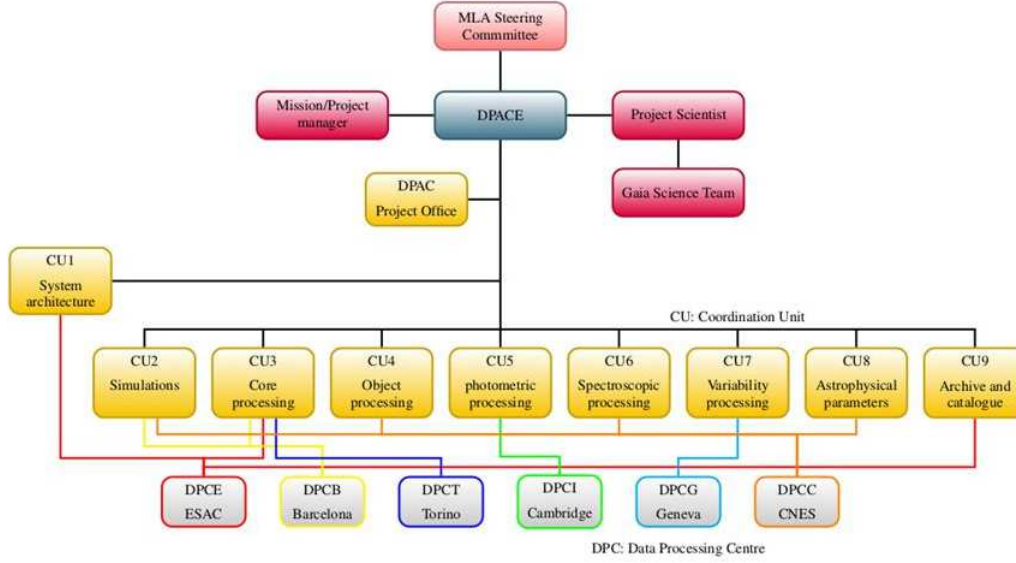 MLA Steering
Commmittee
Mission/Project
manager
DPACE
Project Scientist
DPAC
Project Office
Gaia Science Team
CU1
System
architecture
CU: Coordination Unit
CU2
Simulations
CU3
Core
processing
CU4
Object
processing
CU5
photometric
processing
CU6
Spectroscopic
processing
CU7
Variability
processing
CU8
Astrophysical
parameters
CU9
Archive and
catalogue
DPCE
ESAC
DPCB
Barcelona
DPCT
Torino
DPCI
Cambridge
DPCG
Geneva
DPCC
CNES
DPC: Data Processing Centre